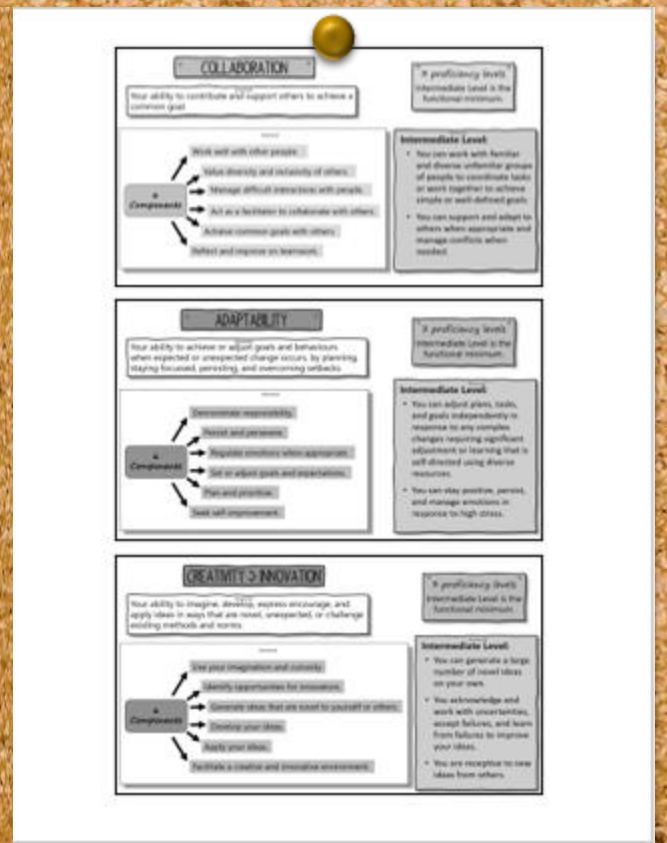 COLLABORATION
Your ability to contribute and support others to achieve a
common goal.
proficiency levels
Intermediate Level is the
functional minimum.
Components
Work well with other people.
Value diversity and inclusivity of others.
Manage difficult interactions with people.
Act as a facilitator to collaborate with others.
Achieve common goals with others.
Reflect and improve on teamwork.
Intermediate Level:
• You can work with familiar
and diverse unfamiliar groups
of people to coordinate tasks
or work together to achieve
simple or well-defined goals.
• You can support and adapt to
others when appropriate and
manage conflicts when
needed.
ADAPTABILITY
Your ability to achieve or adjust goals and behaviours
when expected or unexpected change occurs, by planning,
staying focussed, persisting, and overcoming setbacks.
proficiency levels
Intermediate Level is the
functional minimum.
Components
Demonstrate responsibility.
Persist and persevere.
Regulate emotions when appropriate.
Set or adjust goals and expectations.
Plan and prioritise.
Seek self-improvement.
Intermediate Level:
• You can adjust plans, tasks,
and goals independently in
response to any complex
changes requiring significant
adjustment or learning that is
self-directed using diverse
resources.
• You can stay positive, persist,
and manage emotions in
response to high stress.
CREATIVITY & INNOVATION
Your ability to imagine, develop, express encourage, and
apply ideas in ways that are novel, unexpected, or challenge
existing methods and norms.
proficiency levels
Intermediate Level is the
functional minimum.
Components
Use your imagination and curiosity.
Identify opportunities for innovation.
Generate ideas that are novel to yourself or others.
Develop your ideas.
Apply your ideas.
Facilitate a creative and innovative environment.
Intermediate Level:
• You can generate a large
number of novel ideas
on your own.
• You acknowledge and
work with uncertainties,
accept failures, and learn
from failures to improve
your ideas.
• You are receptive to new
ideas from others.